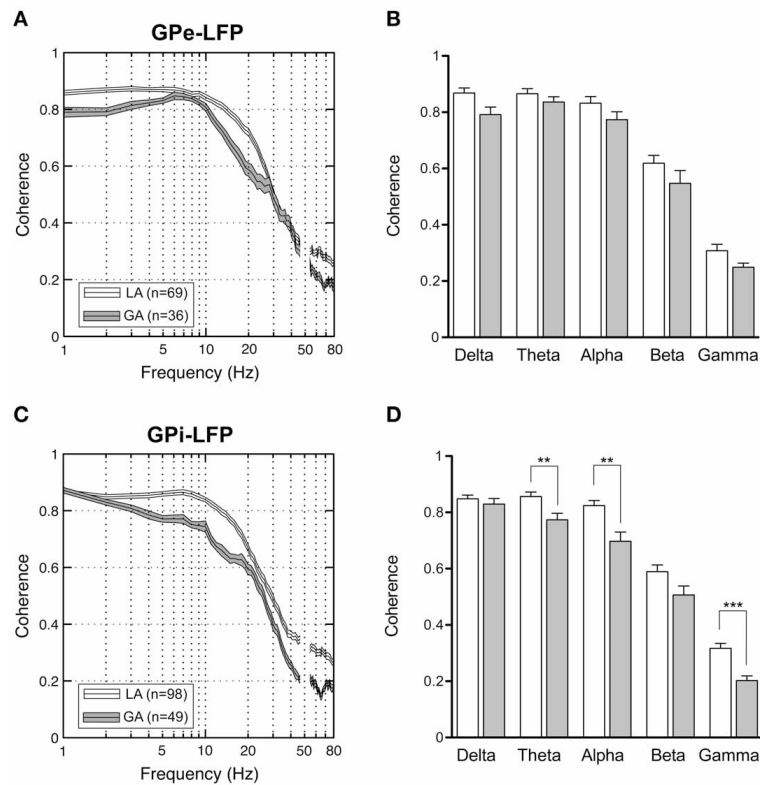 A
GPe-LFP
1
0.8
0.6
0.4
0.2
0
Coherence
LA (n=69)
GA (n=36)
1 5 10 20 30 50 80
Frequency (Hz)
B
1
0.8
0.6
0.4
0.2
0
Coherence
Delta Theta Alpha Beta Gamma
C
GPi-LFP
1
0.8
0.6
0.4
0.2
0
Coherence
LA (n=98)
GA (n=49)
1 5 10 20 30 50 80
Frequency (Hz)
D
1
0.8
0.6
0.4
0.2
0
Coherence
** **
***
Delta Theta Alpha Beta Gamma